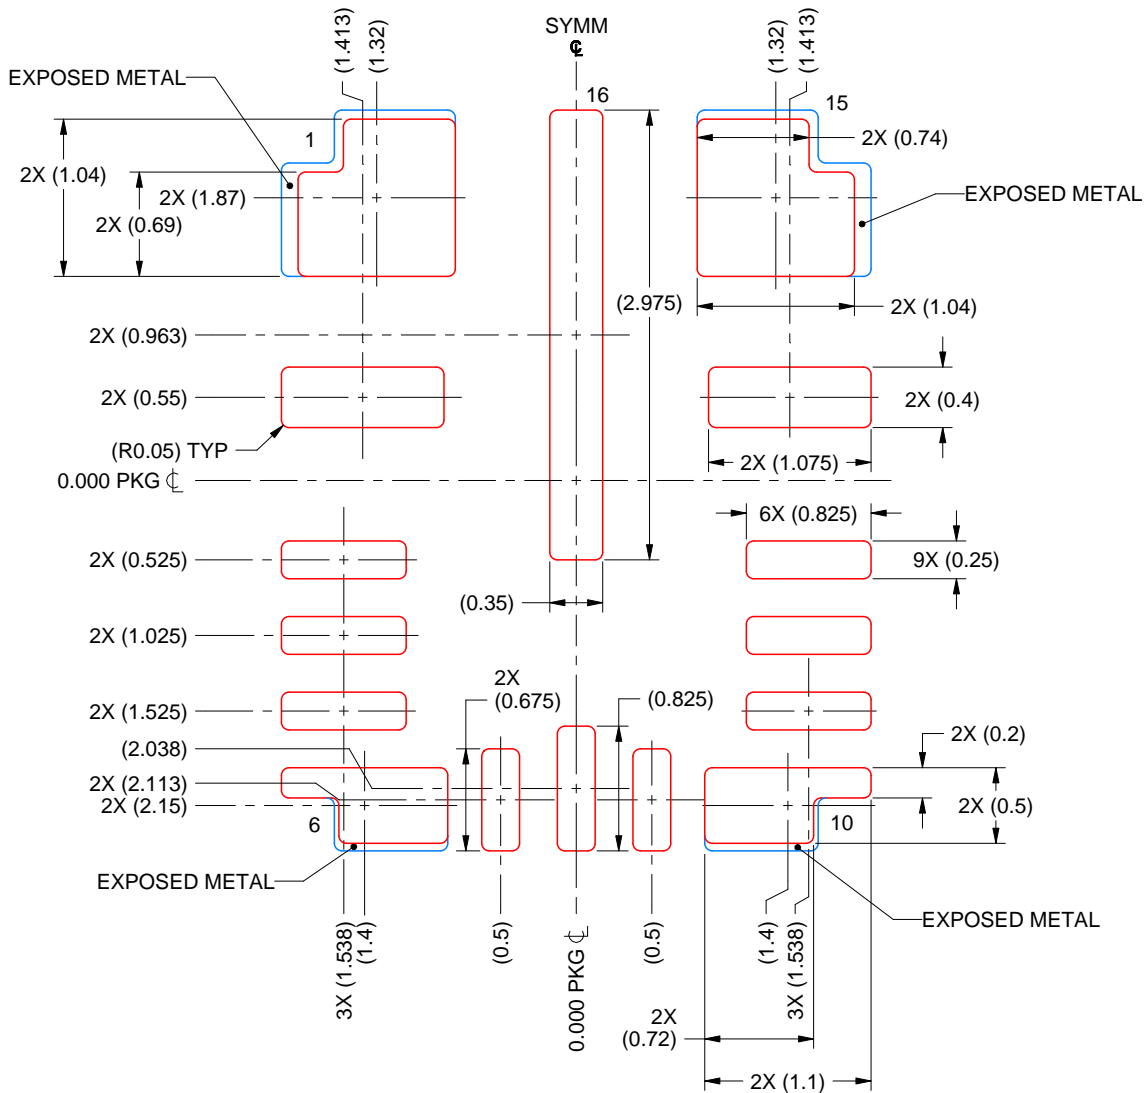 (1.413)
(1.32)
SYMM
℄
(1.32)
(1.413)
EXPOSED METAL
16
15
1
2X (0.74)
2X (1.04)
2X (1.87)
EXPOSED METAL
2X (0.69)
(2.975)
2X (1.04)
2X (0.963)
2X (0.55)
2X (0.4)
(R0.05) TYP
2X (1.075)
0.000 PKG ℄
6X (0.825)
2X (0.525)
9X (0.25)
(0.35)
2X (1.025)
2X
(0.675)
(0.825)
2X (1.525)
2X (0.2)
(2.038)
2X (2.113)
2X (2.15)
2X (0.5)
6
10
EXPOSED METAL
EXPOSED METAL
3X (1.538)
(1.4)
(0.5)
0.000 PKG ℄
(0.5)
(1.4)
3X (1.538)
2X
(0.72)
2X (1.1)